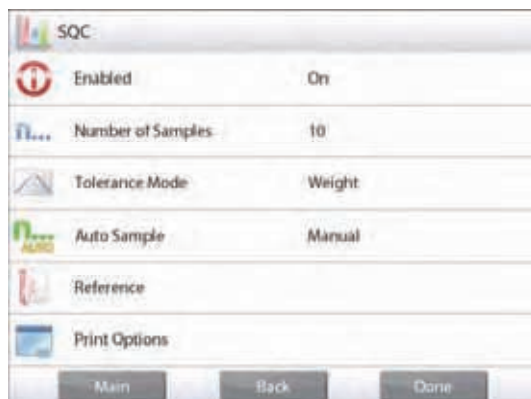 SQC
Enabled On
n... Number of Samples 10
Tolerance Mode Weight
n... AUTO Auto Sample Manual
Reference
Print Options
Main Back Done